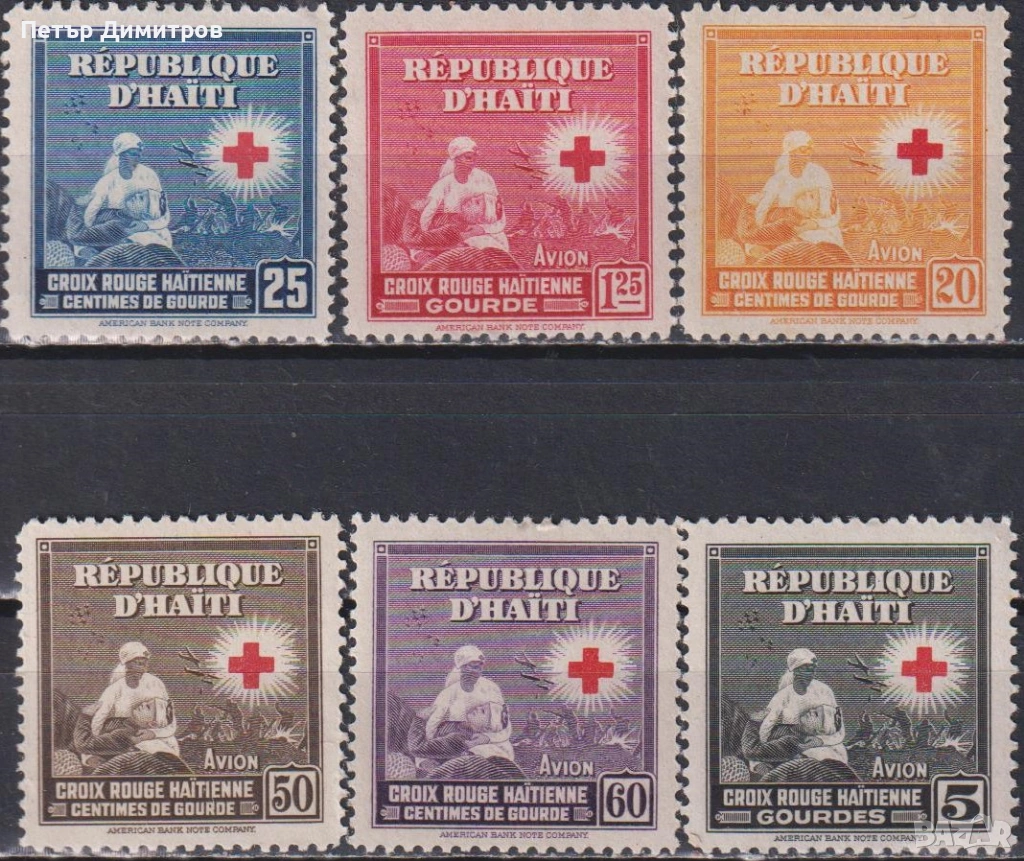 Петър Димитров
RÉPUBLIQUE
D'HAÏTI
CROIX ROUGE HAÏTIENNE
CENTIMES DE GOURDE
25
AMERICAN BANK NOTE COMPANY.
RÉPUBLIQUE
D'HAÏTI
AVION
CROIX ROUGE HAÏTIENNE
GOURDE
1.25
AMERICAN BANK NOTE COMPANY.
RÉPUBLIQUE
D'HAÏTI
AVION
CROIX ROUGE HAÏTIENNE
CENTIMES DE GOURDE
20
AMERICAN BANK NOTE COMPANY.
RÉPUBLIQUE
D'HAÏTI
AVION
CROIX ROUGE HAÏTIENNE
CENTIMES DE GOURDE
50
AMERICAN BANK NOTE COMPANY.
RÉPUBLIQUE
D'HAÏTI
AVION
CROIX ROUGE HAÏTIENNE
CENTIMES DE GOURDE
60
AMERICAN BANK NOTE COMPANY.
RÉPUBLIQUE
D'HAÏTI
AVION
CROIX ROUGE HAÏTIENNE
GOURDES
5
AMERICAN BANK NOTE COMPANY.
BAZAR